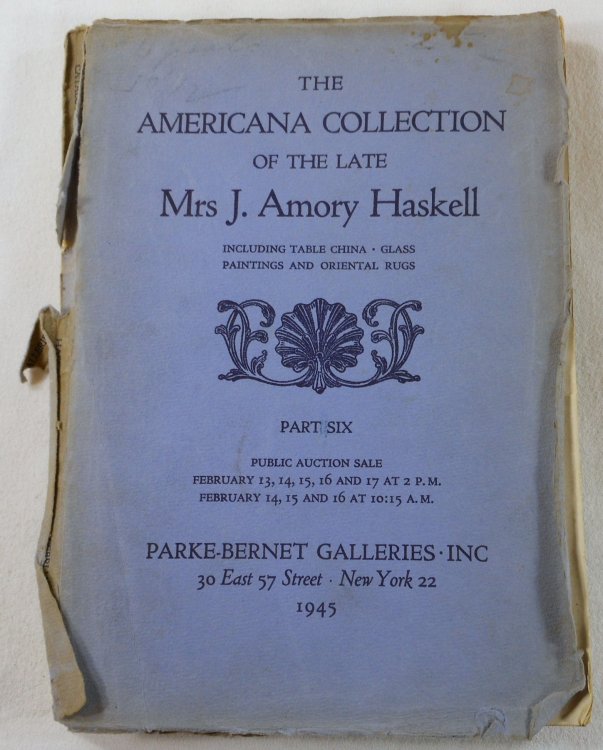 THE
AMERICANA COLLECTION
OF THE LATE
Mrs J. Amory Haskell
INCLUDING TABLE CHINA · GLASS
PAINTINGS AND ORIENTAL RUGS
PART SIX
PUBLIC AUCTION SALE
FEBRUARY 13, 14, 15, 16 AND 17 AT 2 P. M.
FEBRUARY 14, 15 AND 16 AT 10:15 A. M.
PARKE-BERNET GALLERIES · INC
30 East 57 Street · New York 22
1945